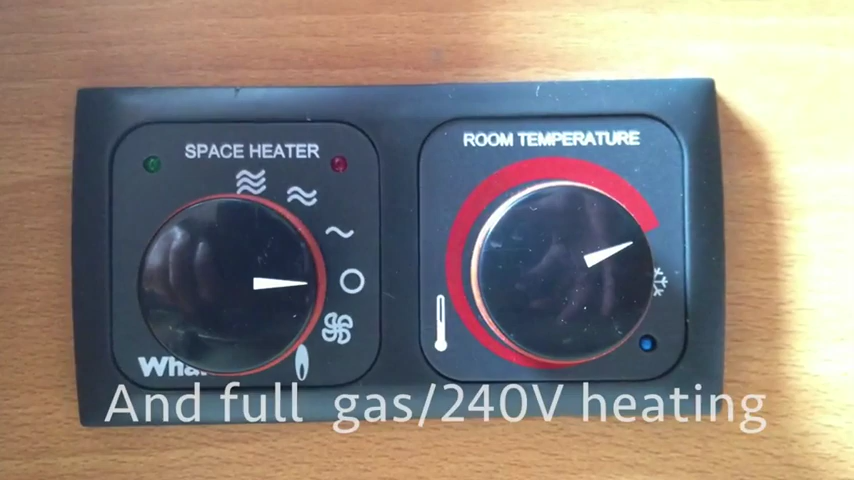 SPACE HEATER
ROOM TEMPERATURE
And full gas/240V heating